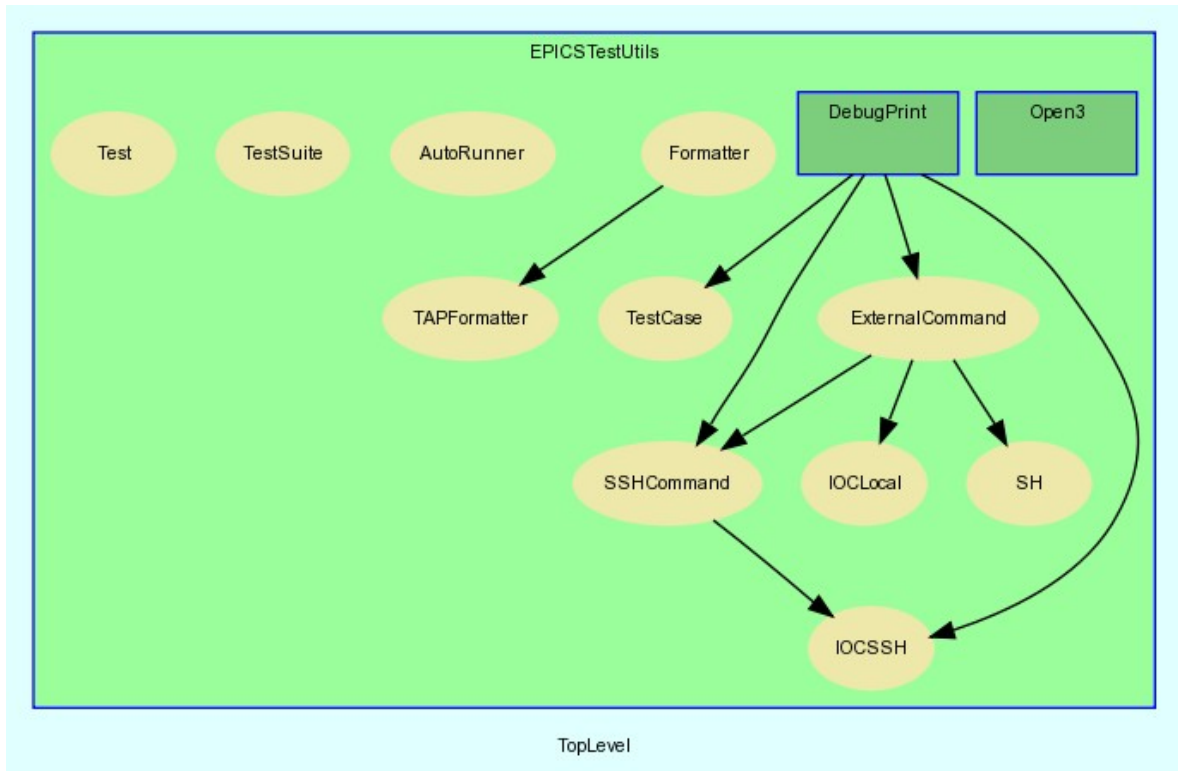 EPICSTestUtils
DebugPrint
Open3
Test
TestSuite
AutoRunner
Formatter
TAPFormatter
TestCase
ExternalCommand
SSHCommand
IOCLocal
SH
IOCSSH
TopLevel